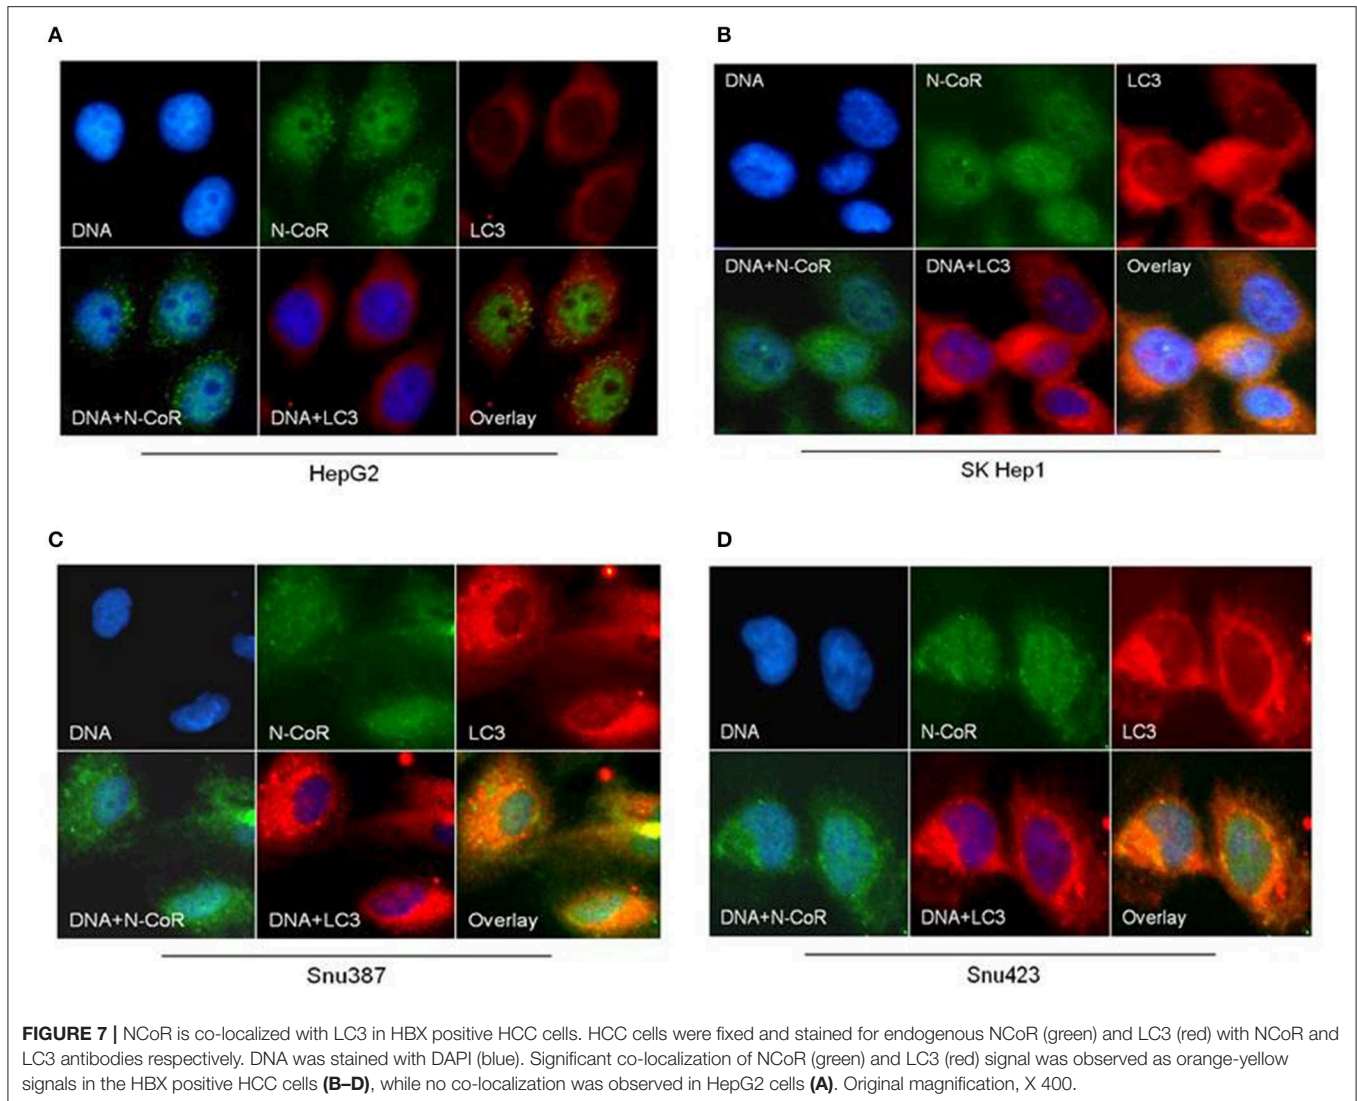 A
DNA
N-CoR
LC3
DNA+N-CoR
DNA+LC3
Overlay
HepG2
B
DNA
N-CoR
LC3
DNA+N-CoR
DNA+LC3
Overlay
SK Hep1
C
DNA
N-CoR
LC3
DNA+N-CoR
DNA+LC3
Overlay
Snu387
D
DNA
N-CoR
LC3
DNA+N-CoR
DNA+LC3
Overlay
Snu423
FIGURE 7 | NCoR is co-localized with LC3 in HBX positive HCC cells. HCC cells were fixed and stained for endogenous NCoR (green) and LC3 (red) with NCoR and
LC3 antibodies respectively. DNA was stained with DAPI (blue). Significant co-localization of NCoR (green) and LC3 (red) signal was observed as orange-yellow
signals in the HBX positive HCC cells (B–D), while no co-localization was observed in HepG2 cells (A). Original magnification, X 400.